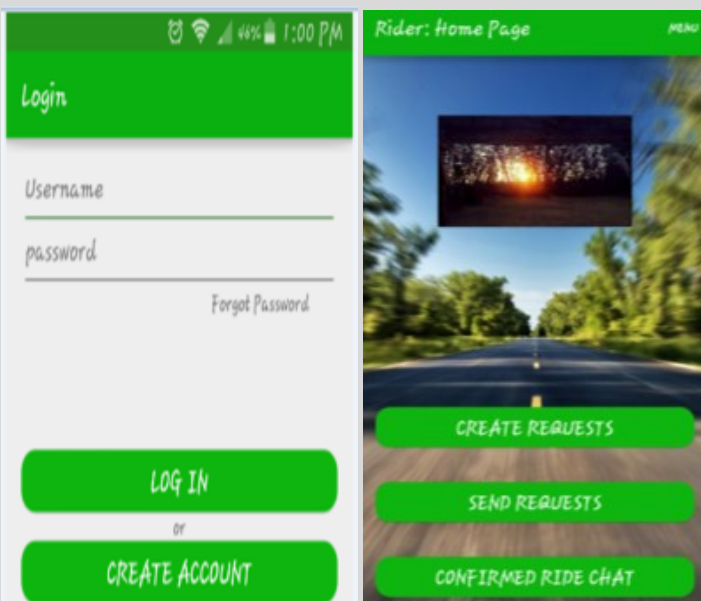 46% 1:00 PM
Login
Username
password
Forgot Password
LOG IN
or
CREATE ACCOUNT
Rider: Home Page MENU
CREATE REQUESTS
SEND REQUESTS
CONFIRMED RIDE CHAT